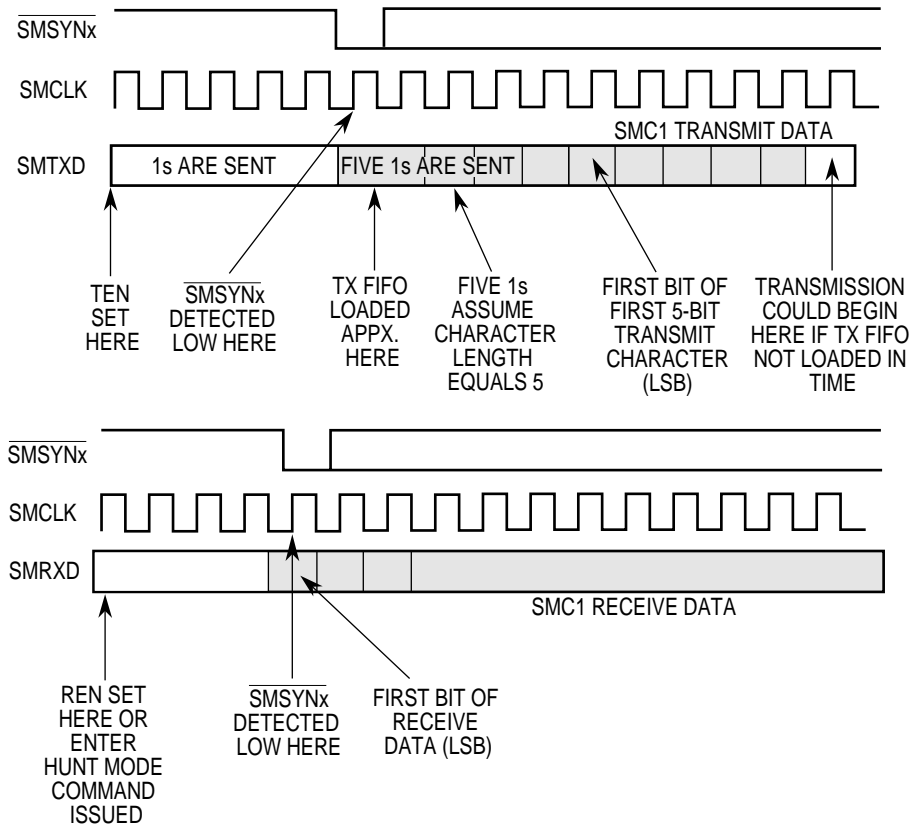 SMSYNx
SMCLK
SMC1 TRANSMIT DATA
SMTXD
1s ARE SENT
FIVE 1s ARE SENT
TEN
SET
HERE
SMSYNx
DETECTED
LOW HERE
TX FIFO
LOADED
APPX.
HERE
FIVE 1s
ASSUME
CHARACTER
LENGTH
EQUALS 5
FIRST BIT OF
FIRST 5-BIT
TRANSMIT
CHARACTER
(LSB)
TRANSMISSION
COULD BEGIN
HERE IF TX FIFO
NOT LOADED IN
TIME
SMSYNx
SMCLK
SMRXD
SMC1 RECEIVE DATA
REN SET
HERE OR
ENTER
HUNT MODE
COMMAND
ISSUED
SMSYNx
DETECTED
LOW HERE
FIRST BIT OF
RECEIVE
DATA (LSB)